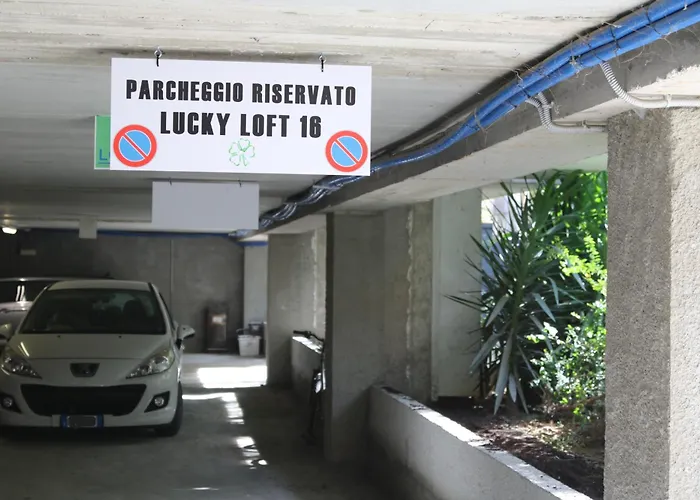 PARCHEGGIO RISERVATO
LUCKY LOFT 16